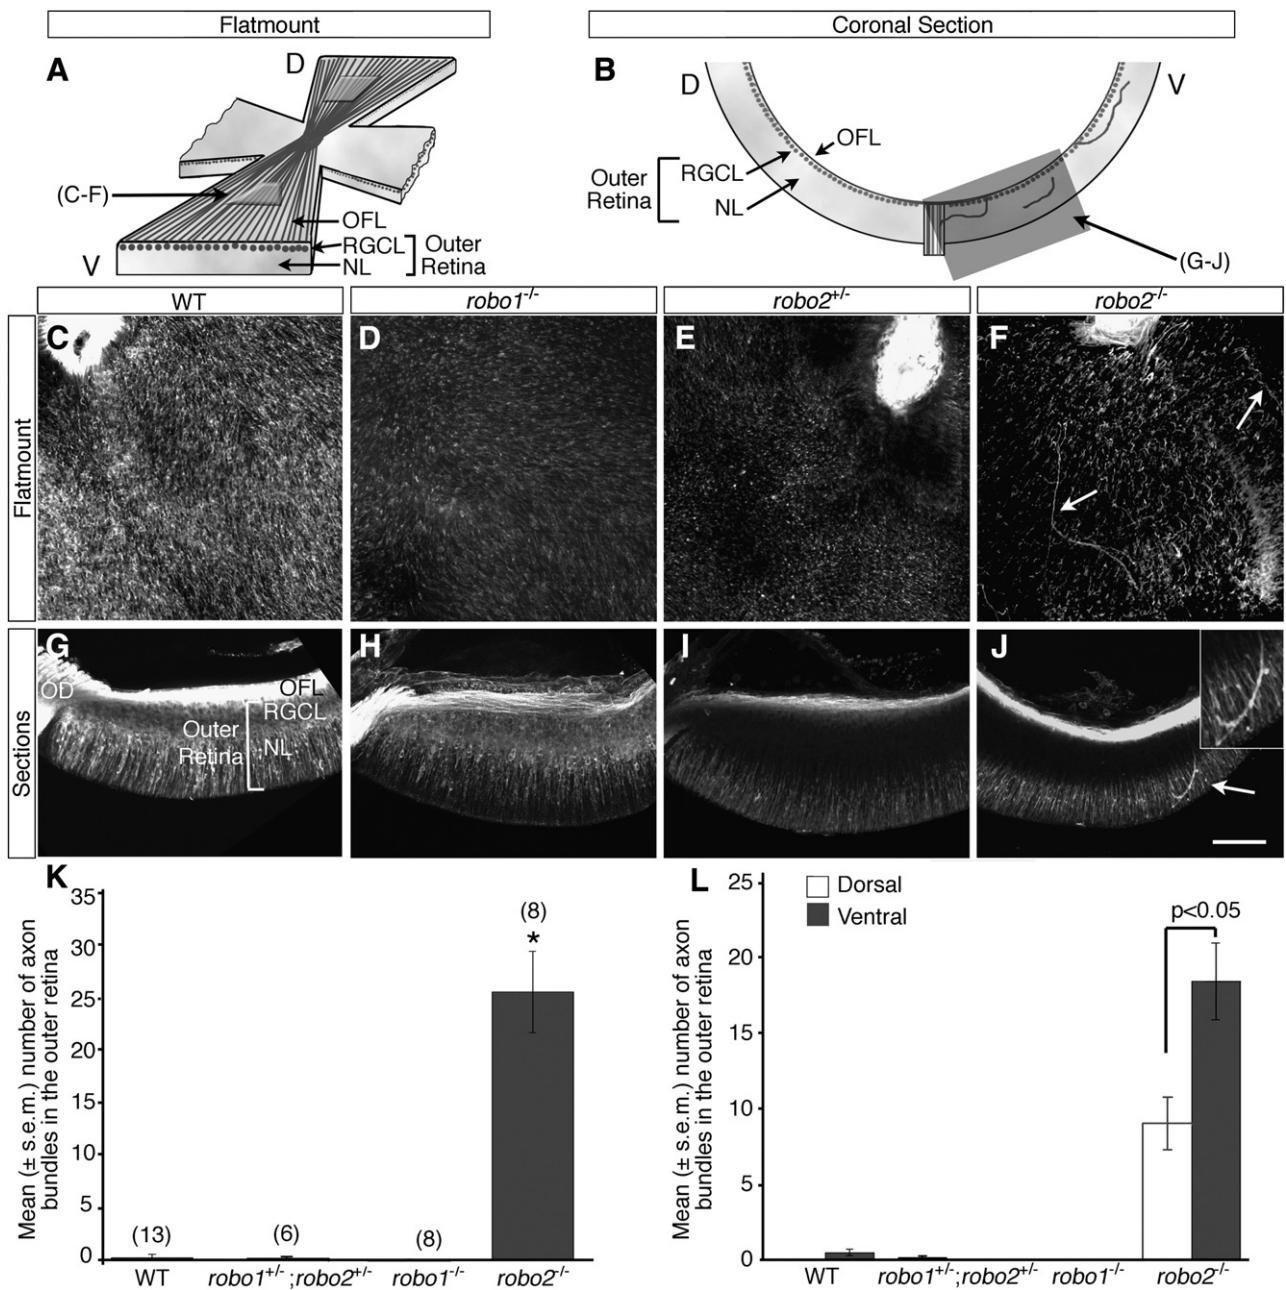 Flatmount
Coronal Section
A
D
(C-F)
OFL
RGCL
NL
Outer
Retina
V
B
D
V
OFL
RGCL
NL
Outer
Retina
(G-J)
WT
robo1-/-
robo2+/-
robo2-/-
Flatmount
C
D
E
F
Sections
G
OD
OFL
RGCL
Outer
Retina
NL
H
I
J
K
Mean (± s.e.m.) number of axon
bundles in the outer retina
35
30
25
20
15
10
5
0
(13)
(6)
(8)
(8)
*
WT
robo1+/-;robo2+/-
robo1-/-
robo2-/-
L
Mean (± s.e.m.) number of axon
bundles in the outer retina
25
20
15
10
5
0
Dorsal
Ventral
p<0.05
WT
robo1+/-;robo2+/-
robo1-/-
robo2-/-